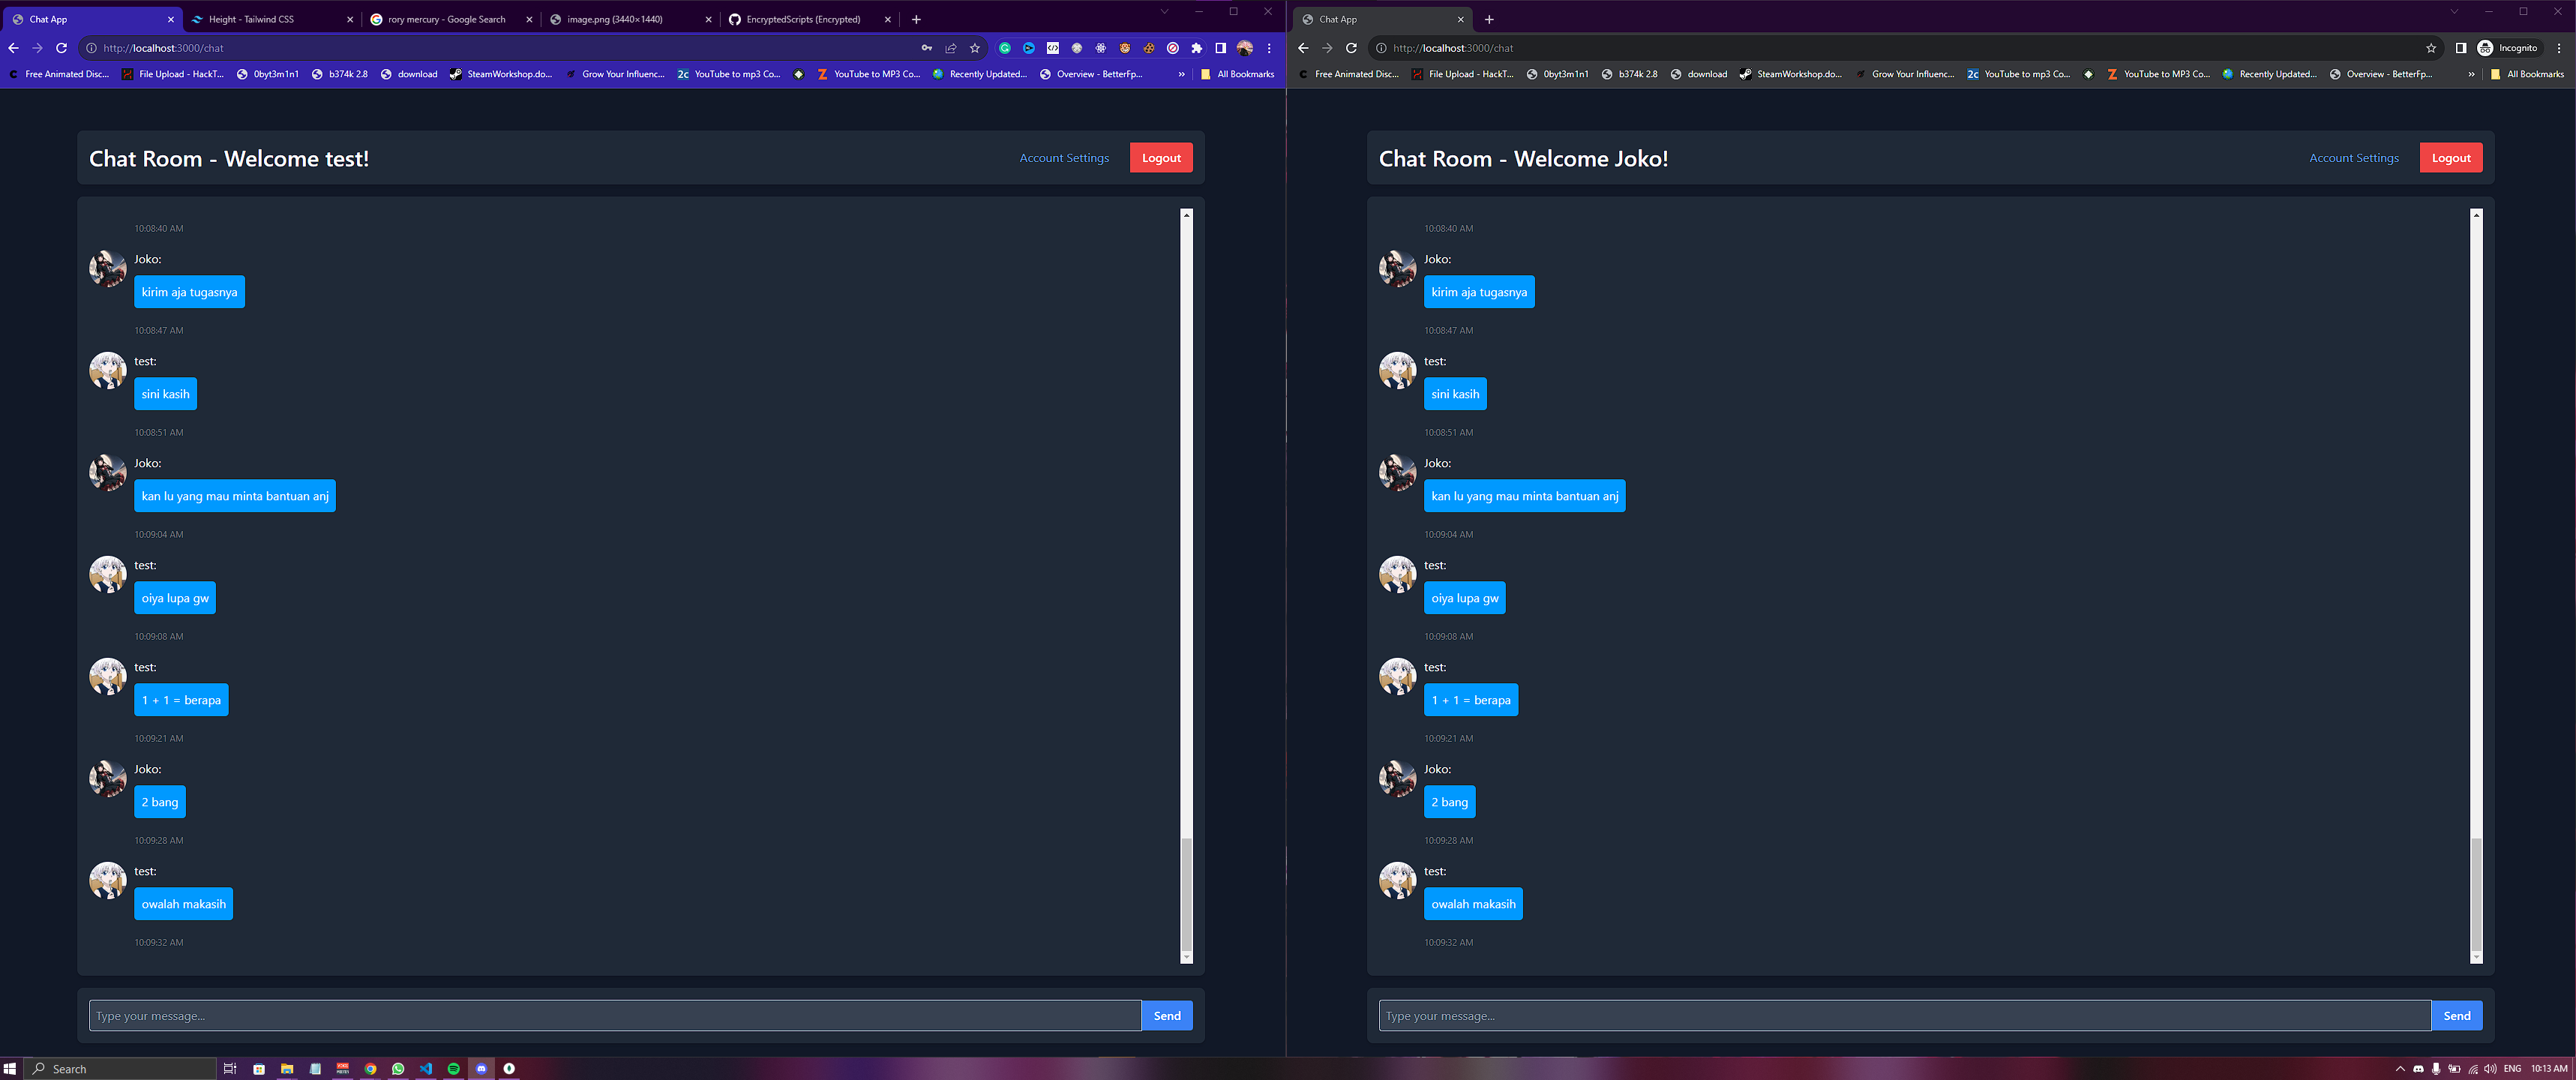 Chat App
Height - Tailwind CSS
rory mercury - Google Search
image.png (3440×1440)
EncryptedScripts (Encrypted)
http://localhost:3000/chat
Free Animated Disc...
File Upload - HackT...
0byt3m1n1
b374k 2.8
download
SteamWorkshop.do...
Grow Your Influenc...
2c YouTube to mp3 Co...
Z YouTube to MP3 Co...
Recently Updated...
Overview - BetterFp...
»
All Bookmarks
Chat Room - Welcome test!
Account Settings
Logout
10:08:40 AM
Joko:
kirim aja tugasnya
10:08:47 AM
test:
sini kasih
10:08:51 AM
Joko:
kan lu yang mau minta bantuan anj
10:09:04 AM
test:
oiya lupa gw
10:09:08 AM
test:
1 + 1 = berapa
10:09:21 AM
Joko:
2 bang
10:09:28 AM
test:
owalah makasih
10:09:32 AM
Type your message...
Send
Chat App
http://localhost:3000/chat
Incognito
Free Animated Disc...
File Upload - HackT...
0byt3m1n1
b374k 2.8
download
SteamWorkshop.do...
Grow Your Influenc...
2c YouTube to mp3 Co...
Z YouTube to MP3 Co...
Recently Updated...
Overview - BetterFp...
»
All Bookmarks
Chat Room - Welcome Joko!
Account Settings
Logout
10:08:40 AM
Joko:
kirim aja tugasnya
10:08:47 AM
test:
sini kasih
10:08:51 AM
Joko:
kan lu yang mau minta bantuan anj
10:09:04 AM
test:
oiya lupa gw
10:09:08 AM
test:
1 + 1 = berapa
10:09:21 AM
Joko:
2 bang
10:09:28 AM
test:
owalah makasih
10:09:32 AM
Type your message...
Send
Search
ENG
10:13 AM